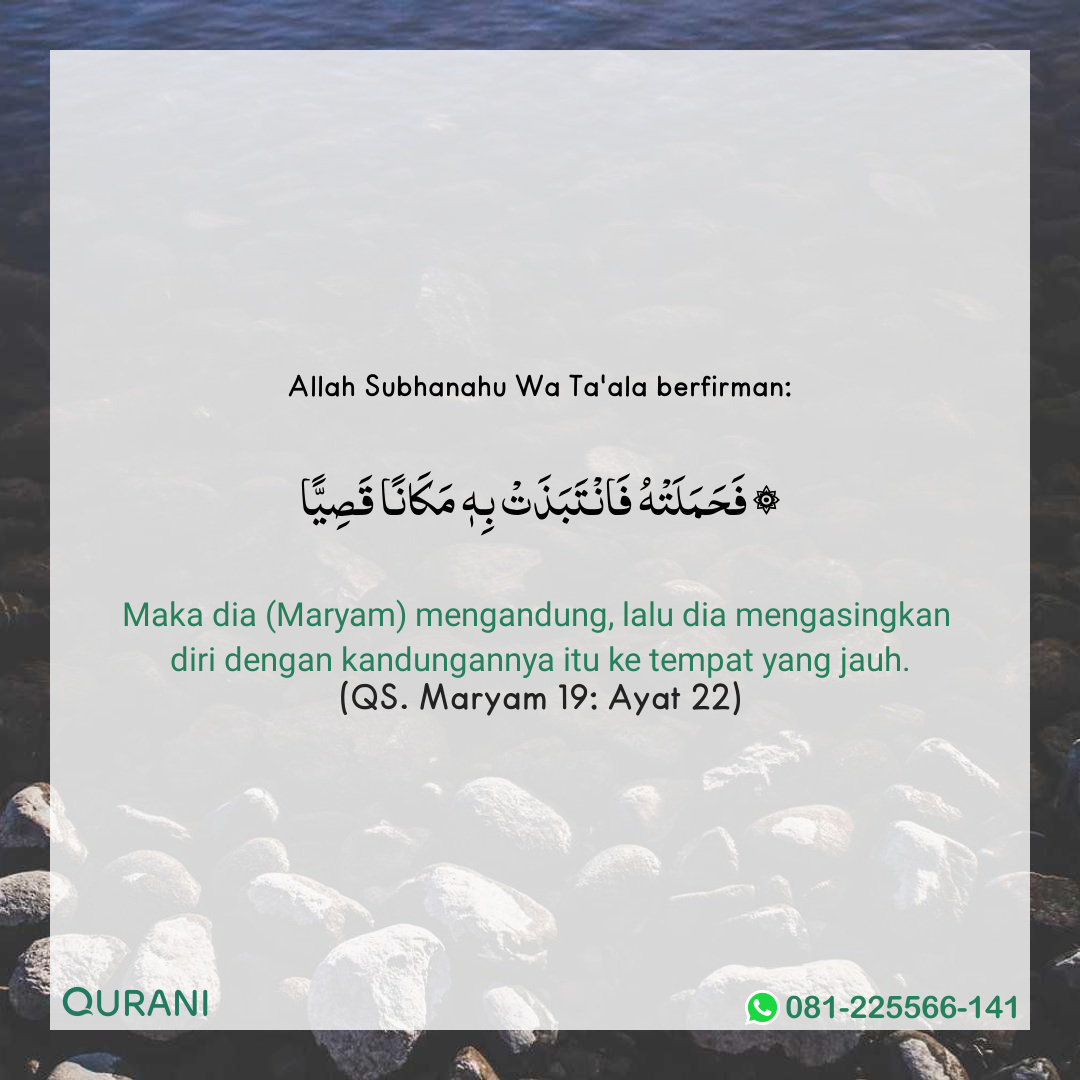 Allah Subhanahu Wa Ta'ala berfirman:
۞ فَحَمَلَتْهُ فَانْتَبَذَتْ بِهٖ مَكَانًا قَصِيًّا
Maka dia (Maryam) mengandung, lalu dia mengasingkan
diri dengan kandungannya itu ke tempat yang jauh.
(QS. Maryam 19: Ayat 22)
QURANI
081-225566-141